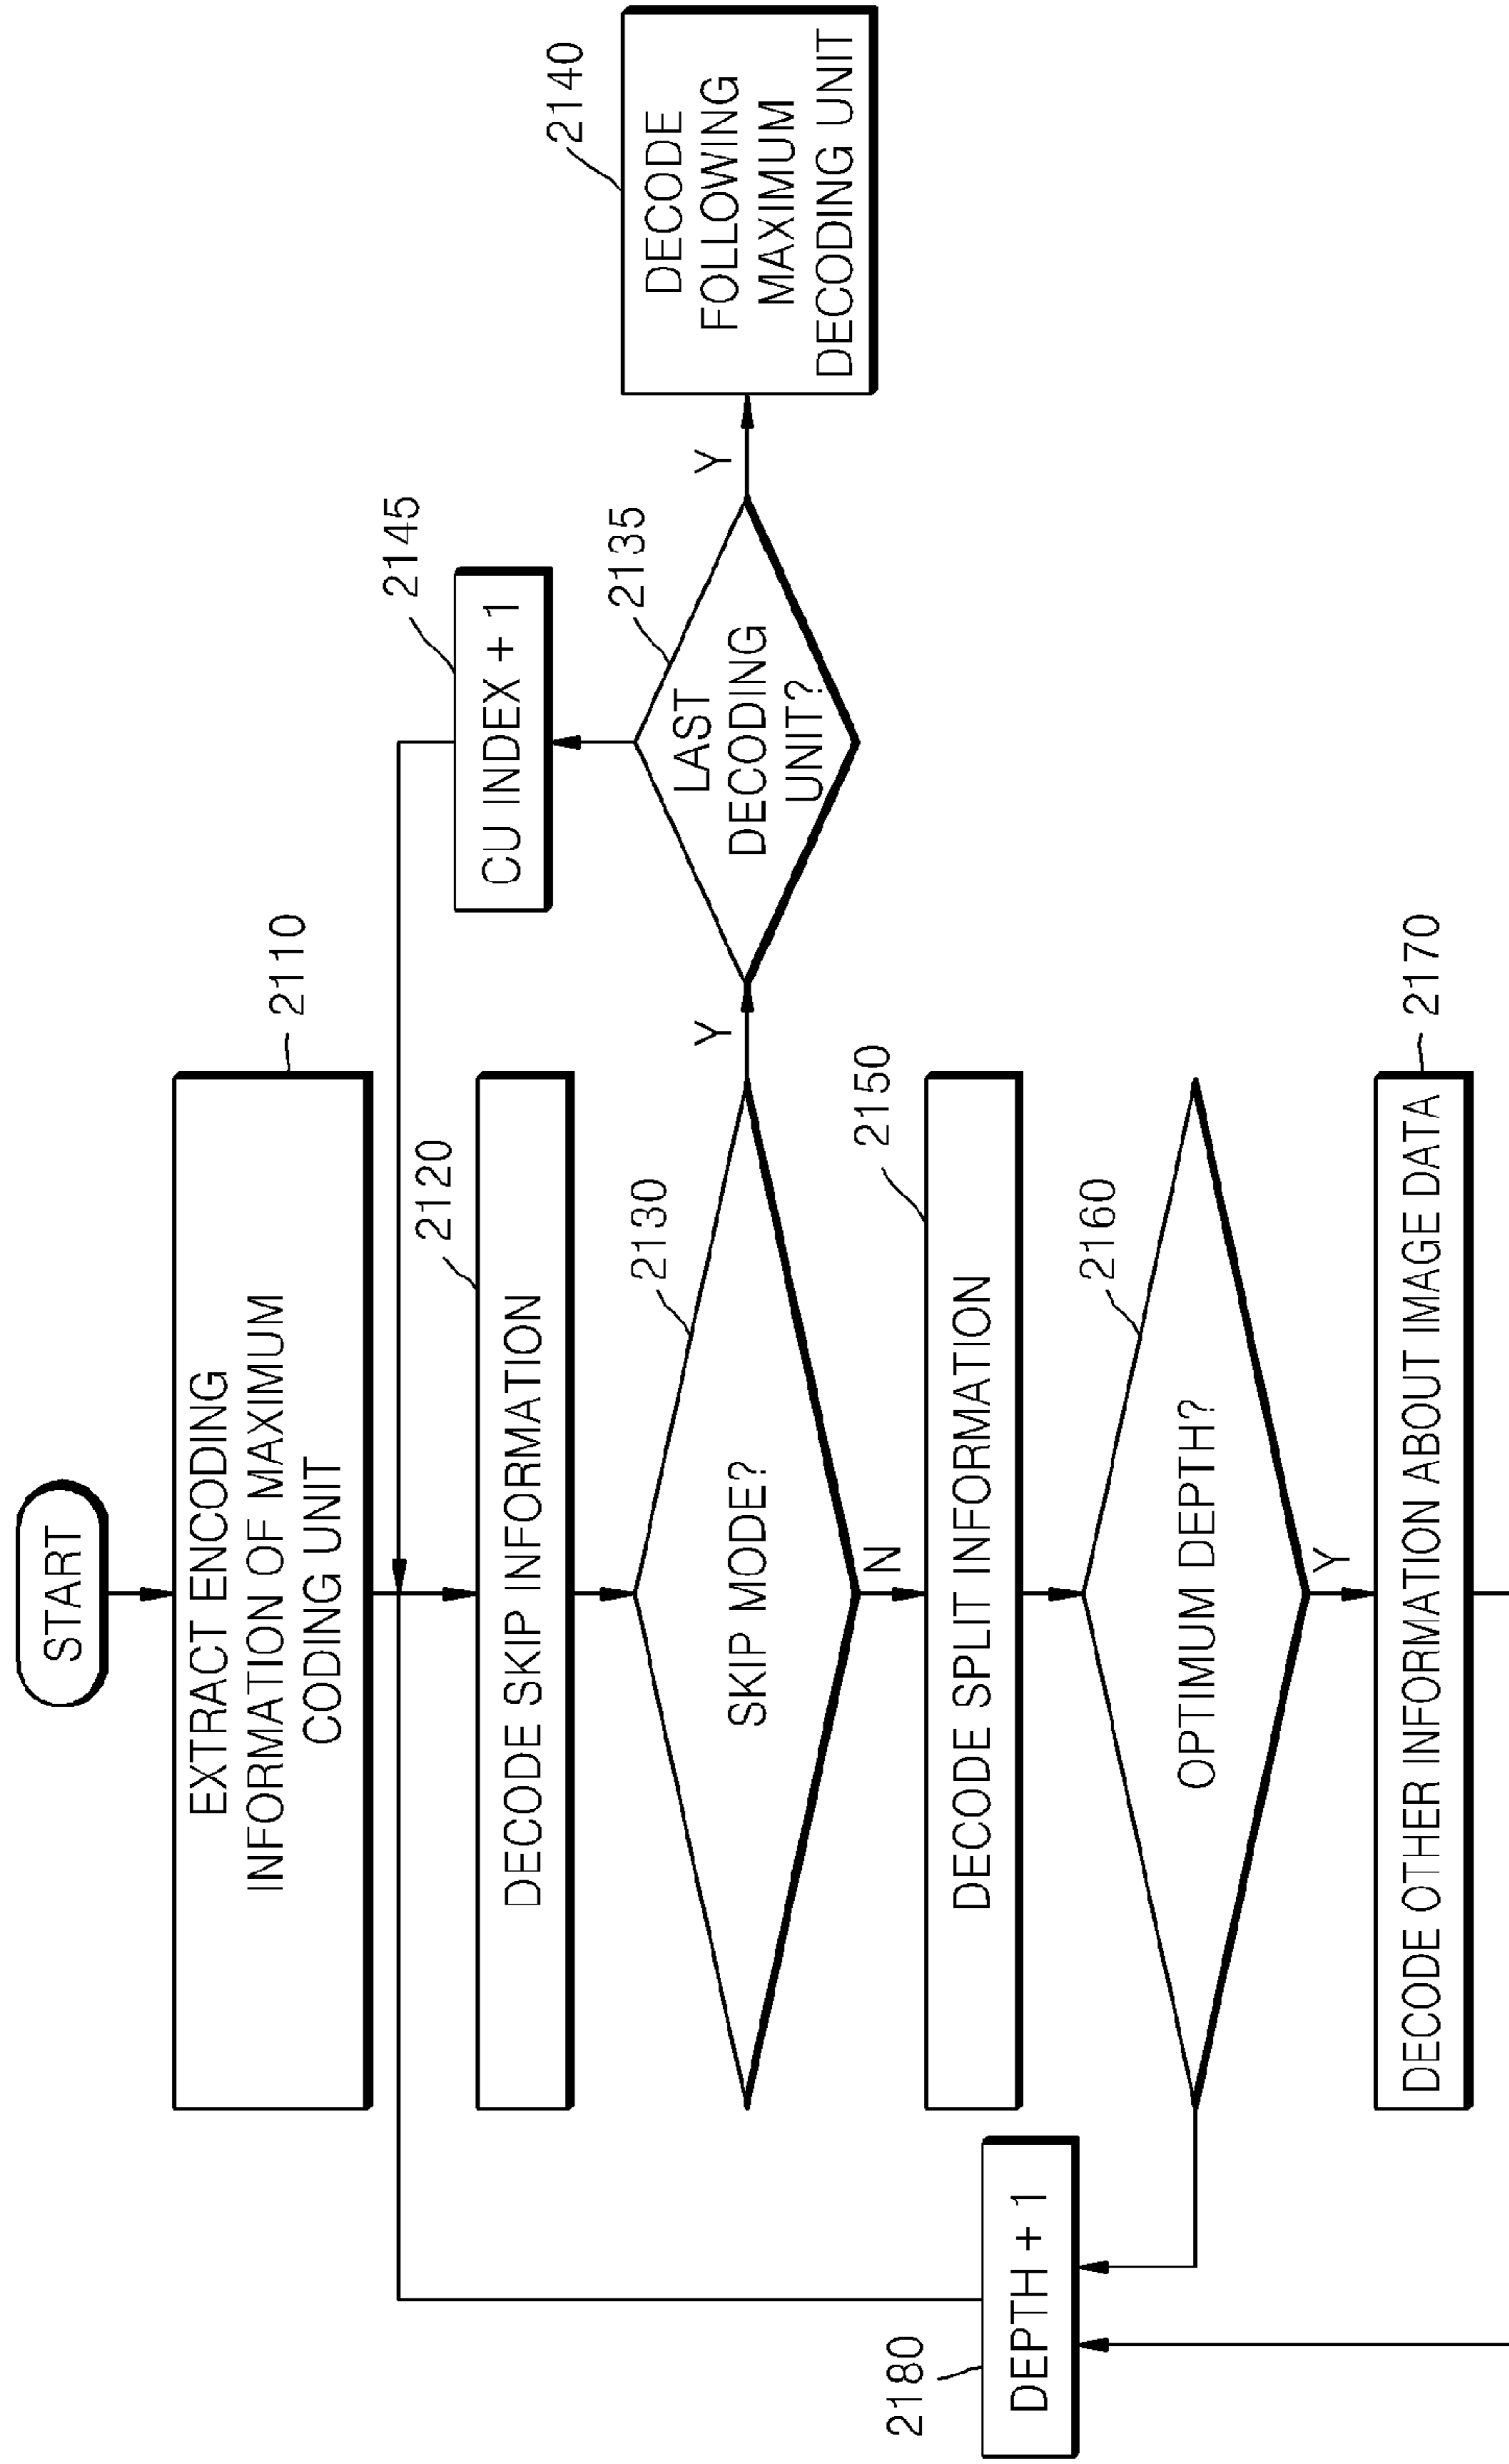 START
EXTRACT ENCODING
INFORMATION OF MAXIMUM
CODING UNIT
2110
2120
DECODE SKIP INFORMATION
2145
CU INDEX + 1
2130
SKIP MODE?
Y
2135
LAST
DECODING
UNIT?
Y
2140
DECODE
FOLLOWING
MAXIMUM
DECODING UNIT
N
2150
DECODE SPLIT INFORMATION
2180
DEPTH + 1
2160
OPTIMUM DEPTH?
Y
2170
DECODE OTHER INFORMATION ABOUT IMAGE DATA